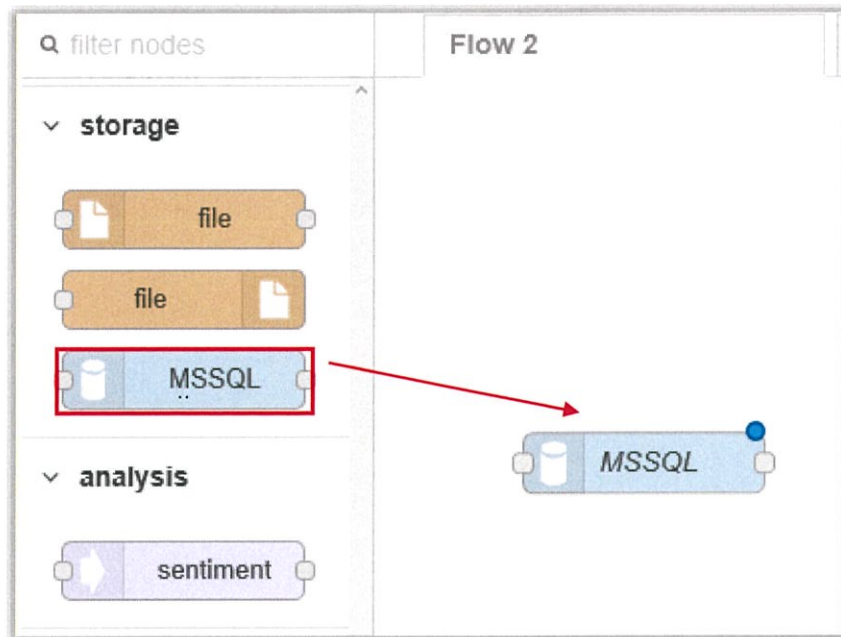 filter nodes
Flow 2
storage
file
file
MSSQL
MSSQL
analysis
sentiment